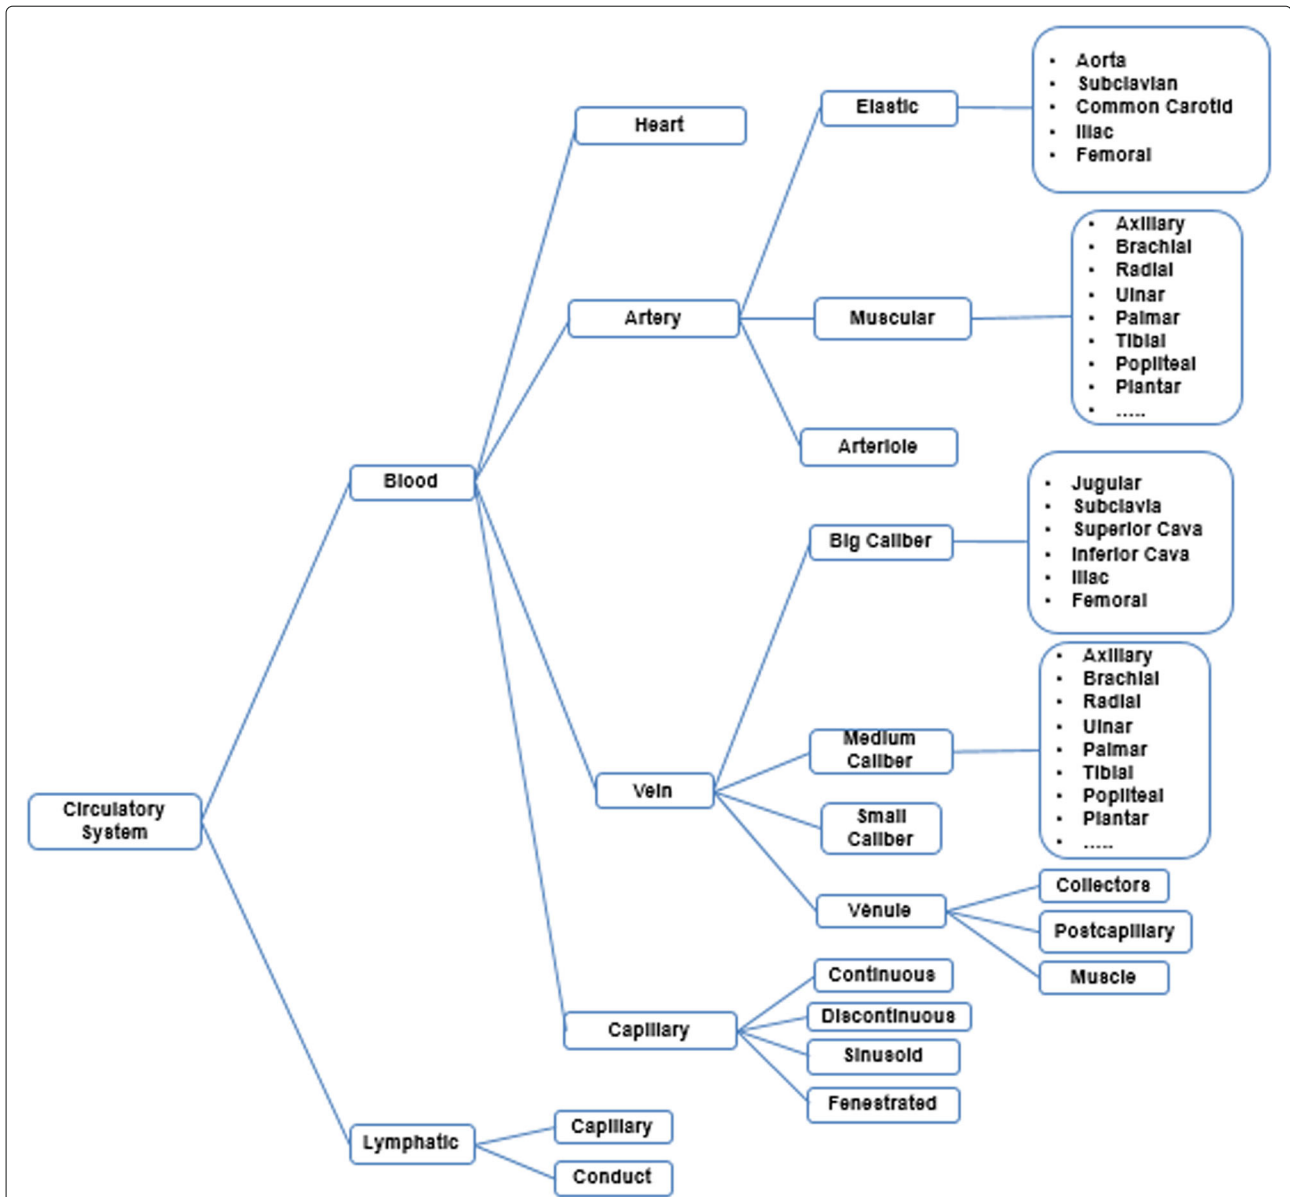 Circulatory
System
Blood
Heart
Artery
Elastic
• Aorta
• Subclavian
• Common Carotid
• Iliac
• Femoral
Muscular
• Axillary
• Brachial
• Radial
• Ulnar
• Palmar
• Tibial
• Popliteal
• Plantar
• .....
Arteriole
Vein
Big Caliber
• Jugular
• Subclavia
• Superior Cava
• Inferior Cava
• Iliac
• Femoral
Medium
Caliber
• Axillary
• Brachial
• Radial
• Ulnar
• Palmar
• Tibial
• Popliteal
• Plantar
• .....
Small
Caliber
Vènule
Collectors
Postcapillary
Muscle
Capillary
Continuous
Discontinuous
Sinusoid
Fenestrated
Lymphatic
Capillary
Conduct